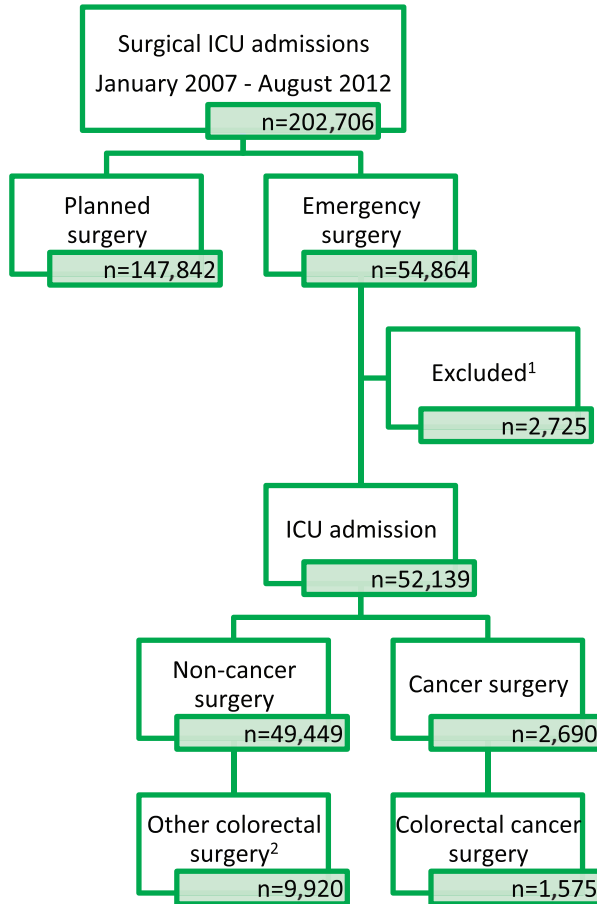 Surgical ICU admissions
January 2007 - August 2012
n=202,706
Planned
surgery
n=147,842
Emergency
surgery
n=54,864
Excluded1
n=2,725
ICU admission
n=52,139
Non-cancer
surgery
n=49,449
Cancer surgery
n=2,690
Other colorectal
surgery2
n=9,920
Colorectal cancer
surgery
n=1,575